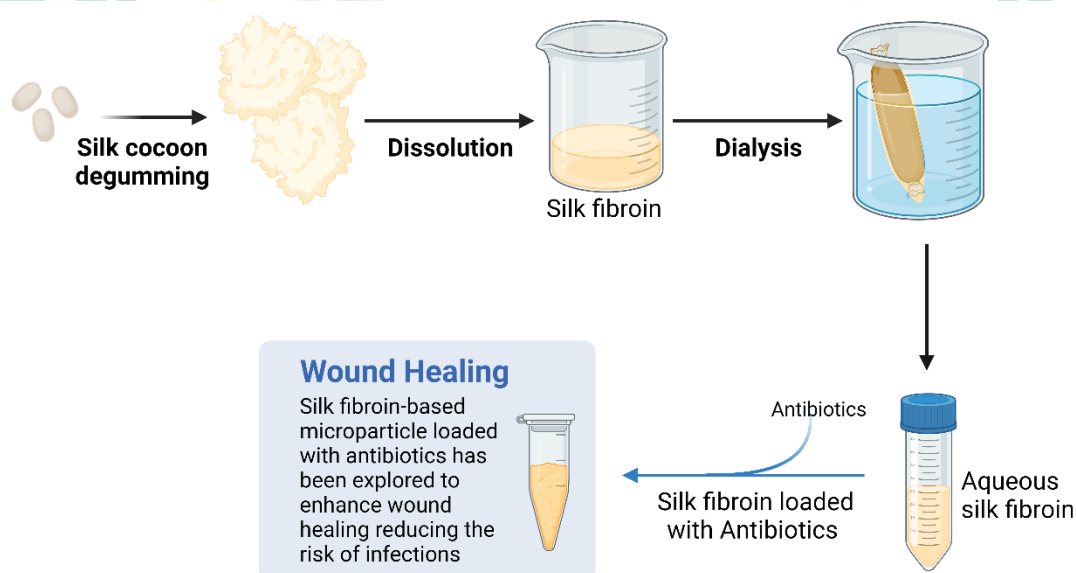 Silk cocoon
degumming
Dissolution
Silk fibroin
Dialysis
Wound Healing
Silk fibroin-based
microparticle loaded
with antibiotics has
been explored to
enhance wound
healing reducing the
risk of infections
Antibiotics
Silk fibroin loaded
with Antibiotics
Aqueous
silk fibroin